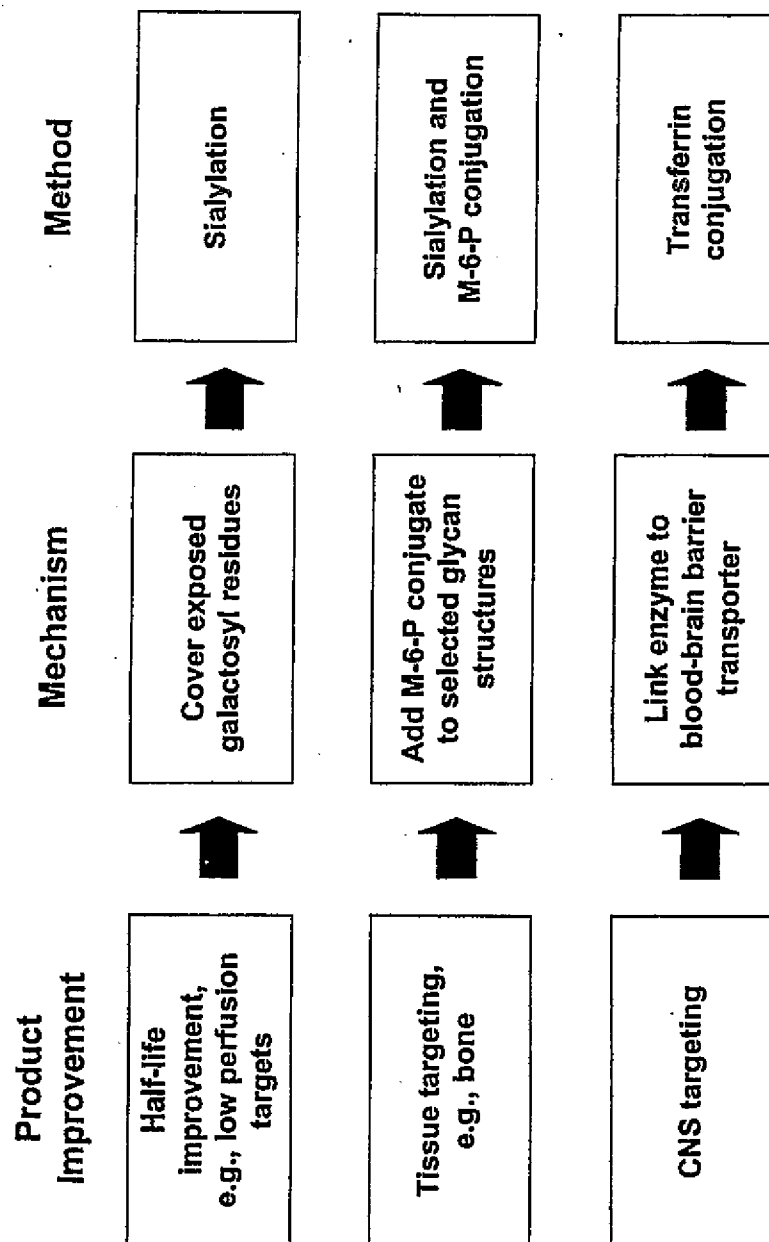 Product
Improvement
Mechanism
Method
Half-life
improvement,
e.g., low perfusion
targets
Cover exposed
galactosyl residues
Sialylation
Tissue targeting,
e.g., bone
Add M-6-P conjugate
to selected glycan
structures
Sialylation and
M-6-P conjugation
CNS targeting
Link enzyme to
blood-brain barrier
transporter
Transferrin
conjugation